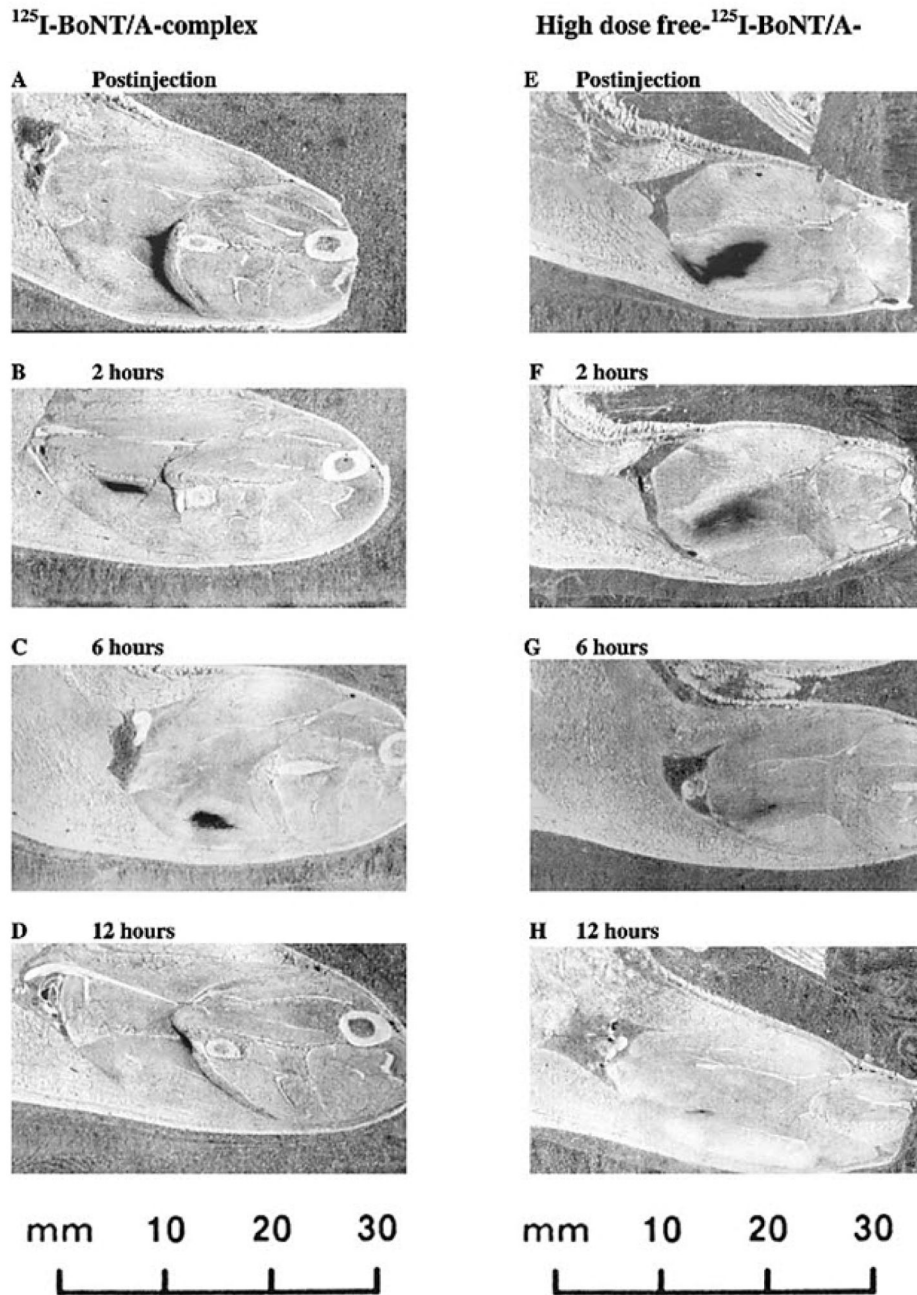 ¹²⁵I-BoNT/A-complex
High dose free-¹²⁵I-BoNT/A-
A Postinjection
E Postinjection
B 2 hours
F 2 hours
C 6 hours
G 6 hours
D 12 hours
H 12 hours
mm 10 20 30
mm 10 20 30